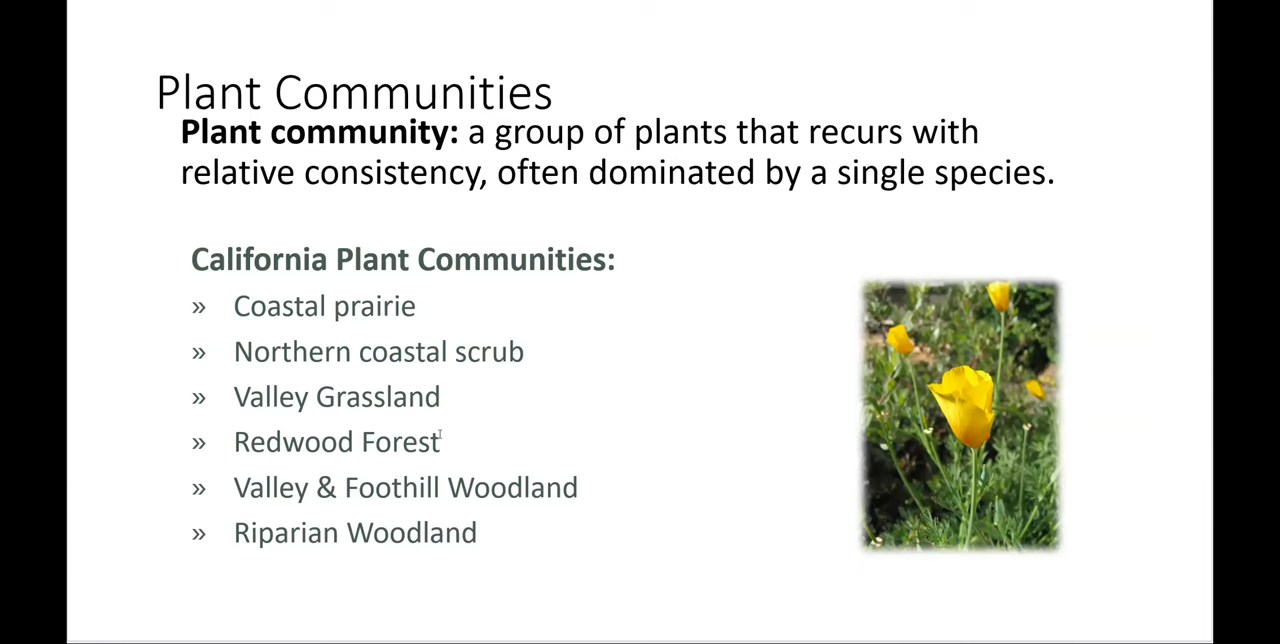 Plant Communities
Plant community: a group of plants that recurs with
relative consistency, often dominated by a single species.
California Plant Communities:
» Coastal prairie
» Northern coastal scrub
» Valley Grassland
» Redwood Forest
» Valley & Foothill Woodland
» Riparian Woodland